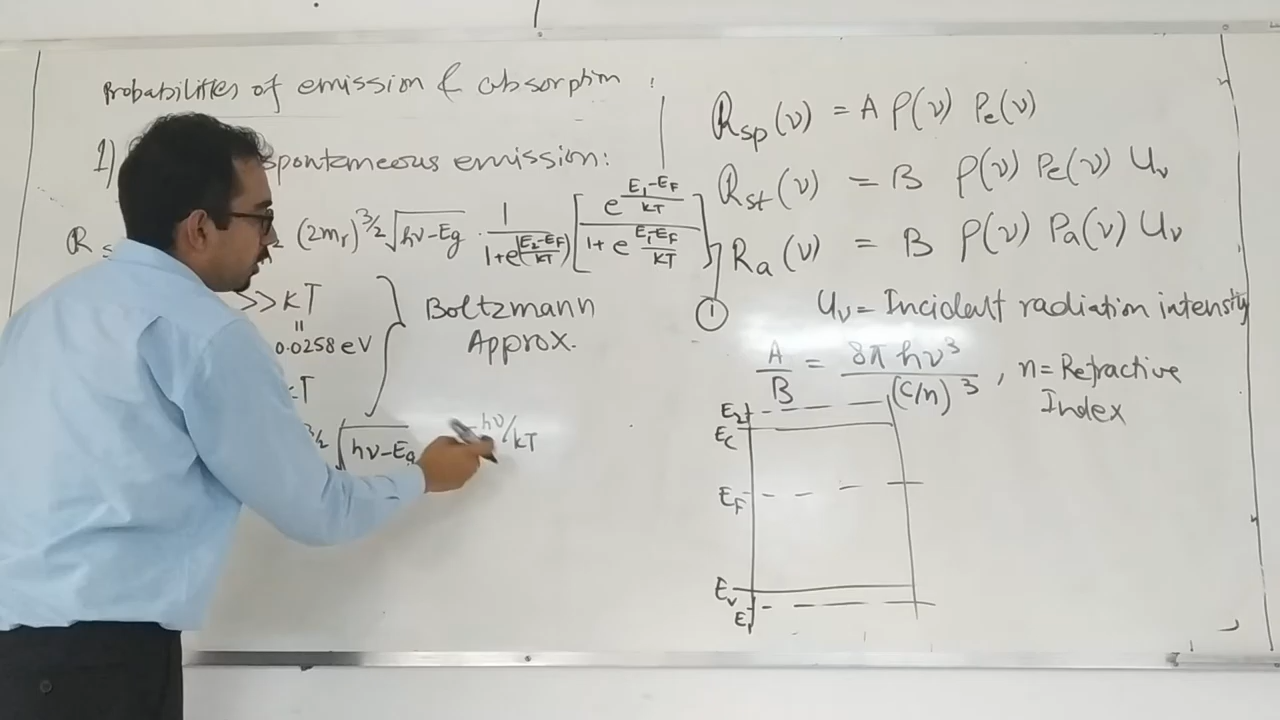 Probabilities of emission & absorption :
1) spontaneous emission:
R (2mr)^3/2 √hν-Eg · 1/(1+e^(E2-EF/kT)) [e^(E1-EF/kT) / 1+e^(E1-EF/kT)]
>> kT
"
0.0258 eV
kT
Boltzmann
Approx.
3/2 √hν-Eg -hν/kT
Rsp(ν) = A ρ(ν) Pe(ν)
Rst(ν) = B ρ(ν) Pe(ν) Uν
Ra(ν) = B ρ(ν) Pa(ν) Uν
①
Uν = Incident radiation intensity
A/B = 8π hν³/(c/n)³ , n = Refractive
Index
E2
Ec
EF
Ev
E1